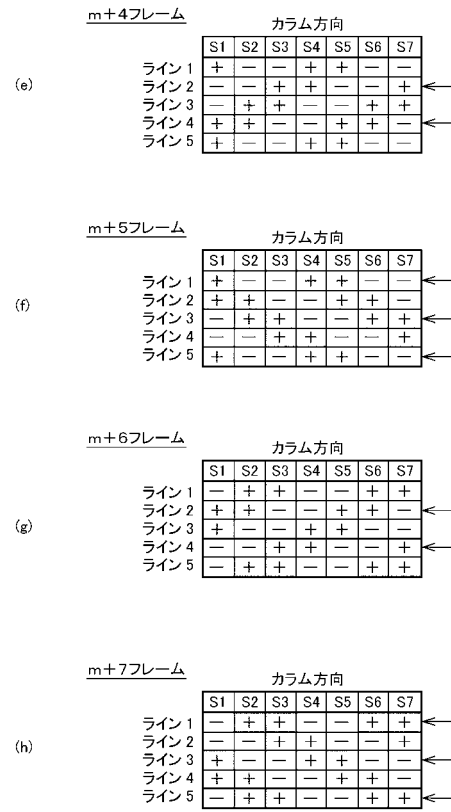 m+4フレーム
カラム方向
S1 S2 S3 S4 S5 S6 S7
(e)
ライン 1 + − − + + − −
ライン 2 − − + + − − + ←
ライン 3 − + + − − + +
ライン 4 + + − − + + − ←
ライン 5 + − − + + − −
m+5フレーム
カラム方向
S1 S2 S3 S4 S5 S6 S7
(f)
ライン 1 + − − + + − − ←
ライン 2 + + − − + + −
ライン 3 − + + − − + + ←
ライン 4 − − + + − − +
ライン 5 + − − + + − − ←
m+6フレーム
カラム方向
S1 S2 S3 S4 S5 S6 S7
(g)
ライン 1 − + + − − + +
ライン 2 + + − − + + − ←
ライン 3 + − − + + − −
ライン 4 − − + + − − + ←
ライン 5 − + + − − + +
m+7フレーム
カラム方向
S1 S2 S3 S4 S5 S6 S7
(h)
ライン 1 − + + − − + + ←
ライン 2 − − + + − − +
ライン 3 + − − + + − − ←
ライン 4 + + − − + + −
ライン 5 − + + − − + + ←